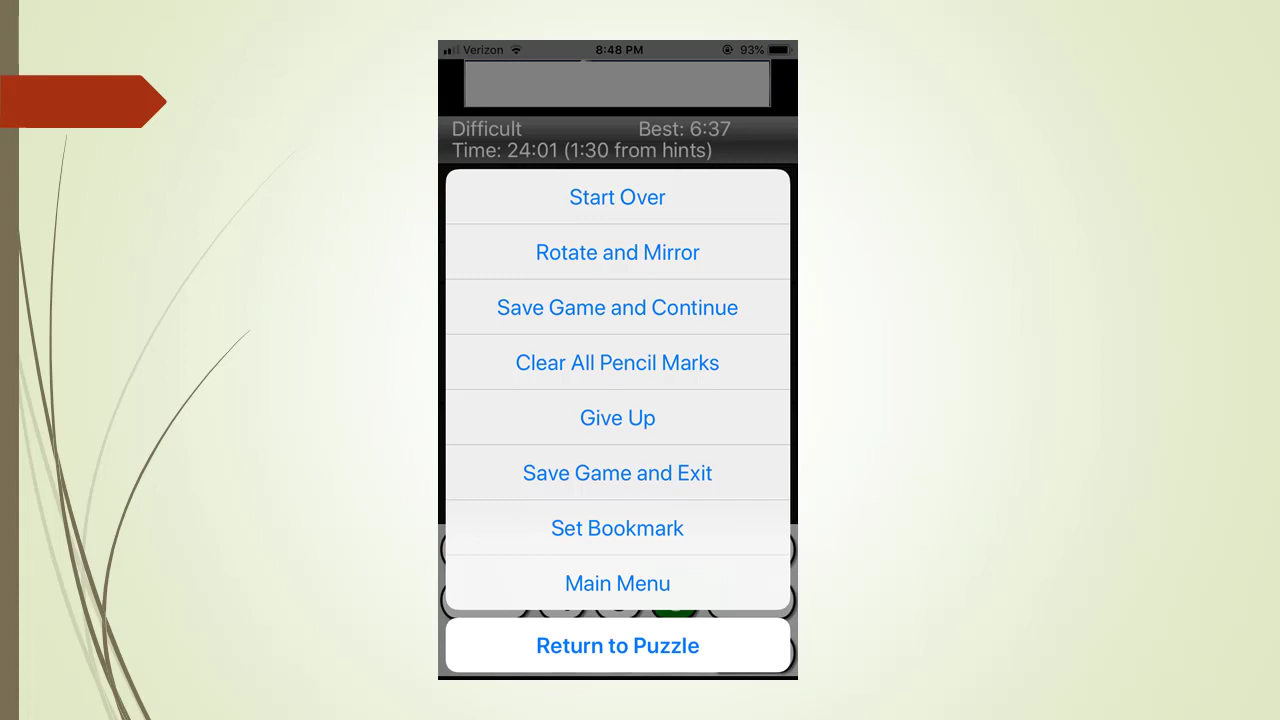 Verizon 8:48 PM 93%
Difficult Best: 6:37
Time: 24:01 (1:30 from hints)
Start Over
Rotate and Mirror
Save Game and Continue
Clear All Pencil Marks
Give Up
Save Game and Exit
Set Bookmark
Main Menu
Return to Puzzle